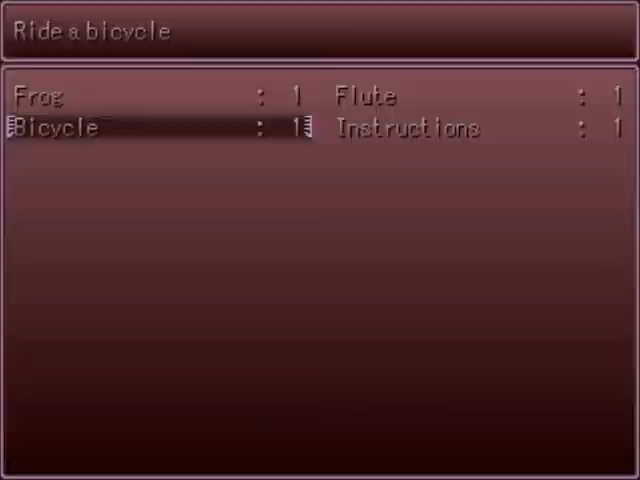 Ride a bicycle
Frog : 1 Flute : 1
Bicycle : 1 Instructions : 1